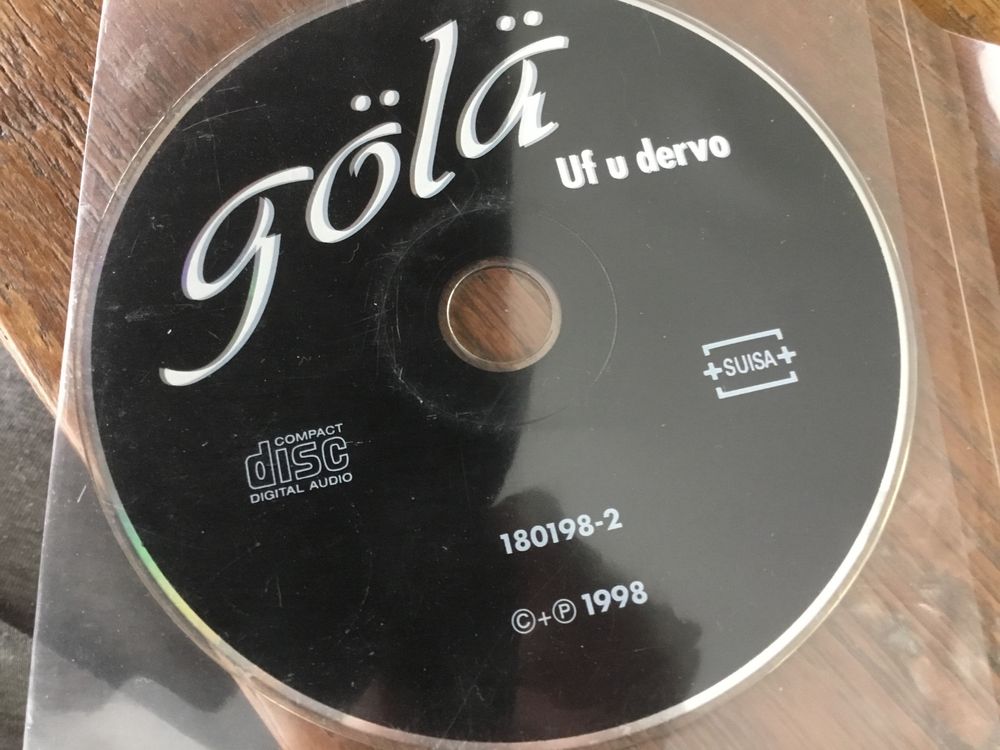 gölä
Uf u dervo
+SUISA+
COMPACT
disc
DIGITAL AUDIO
180198-2
©+℗ 1998